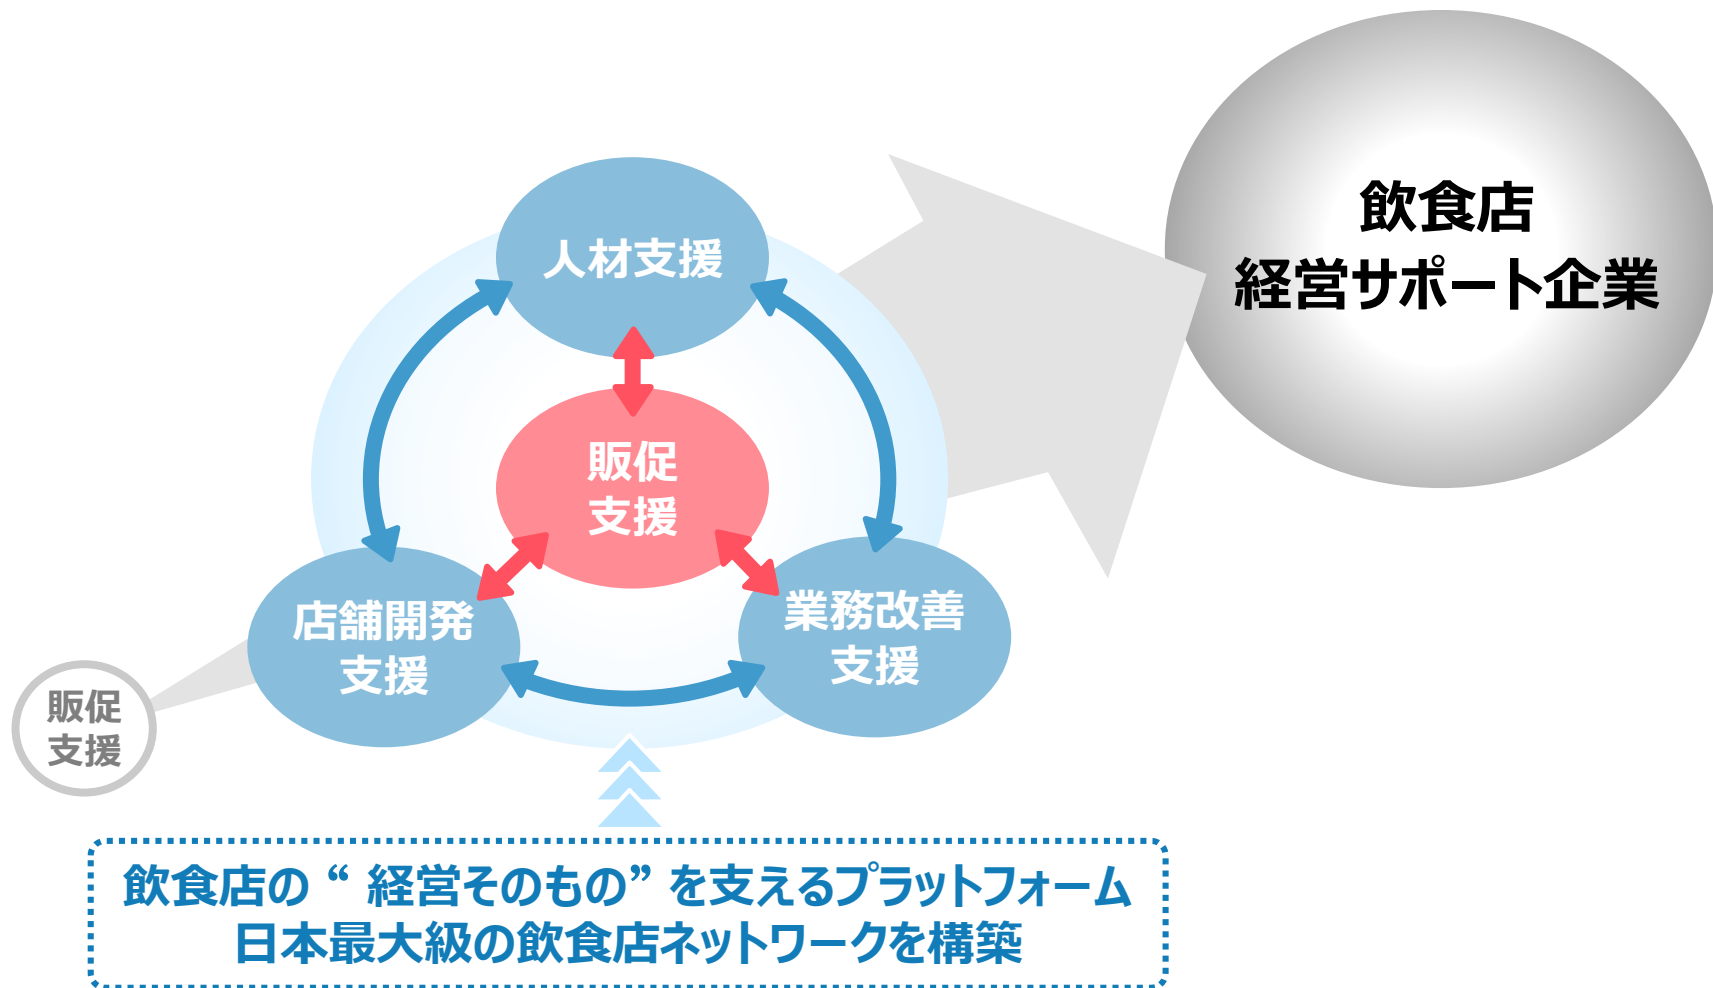 飲食店
経営サポート企業
人材支援
販促
支援
店舗開発
支援
業務改善
支援
販促
支援
飲食店の “ 経営そのもの” を支えるプラットフォーム
日本最大級の飲食店ネットワークを構築